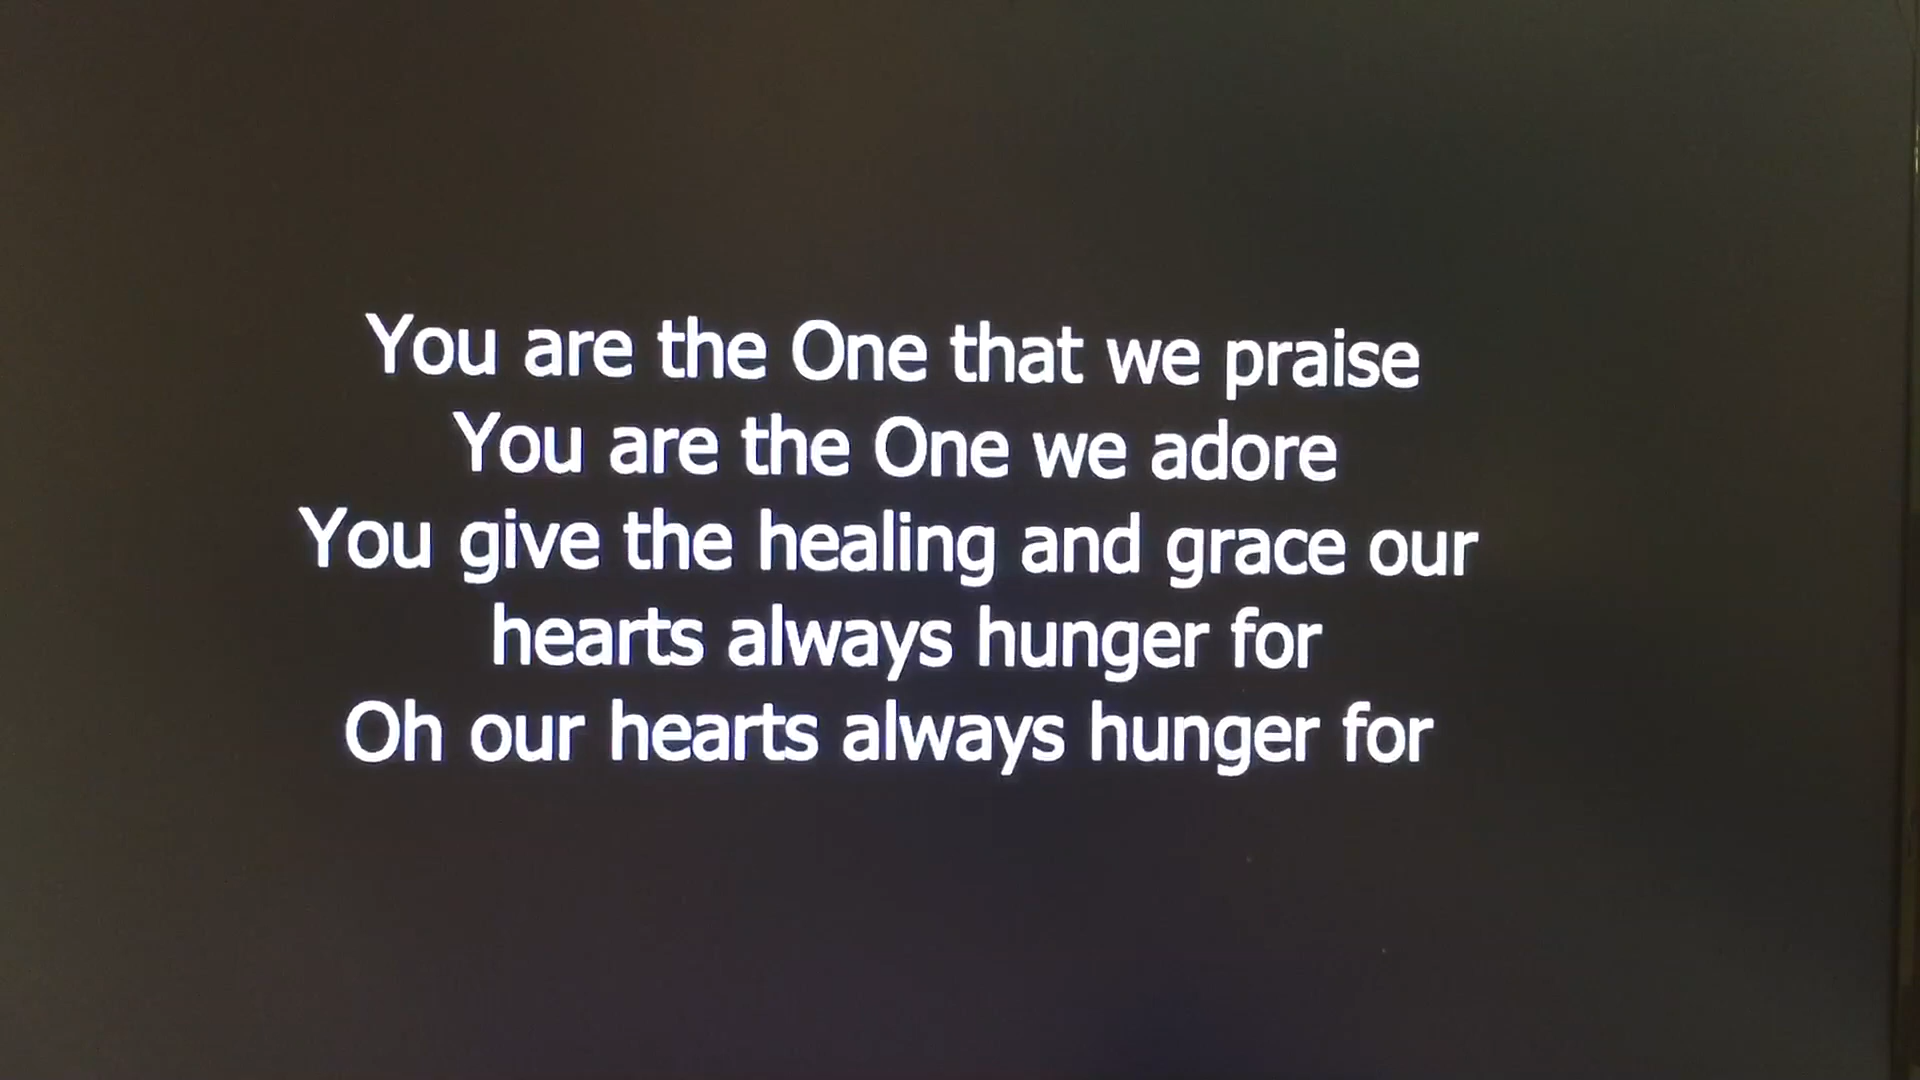 You are the One that we praise
You are the One we adore
You give the healing and grace our
hearts always hunger for
Oh our hearts always hunger for